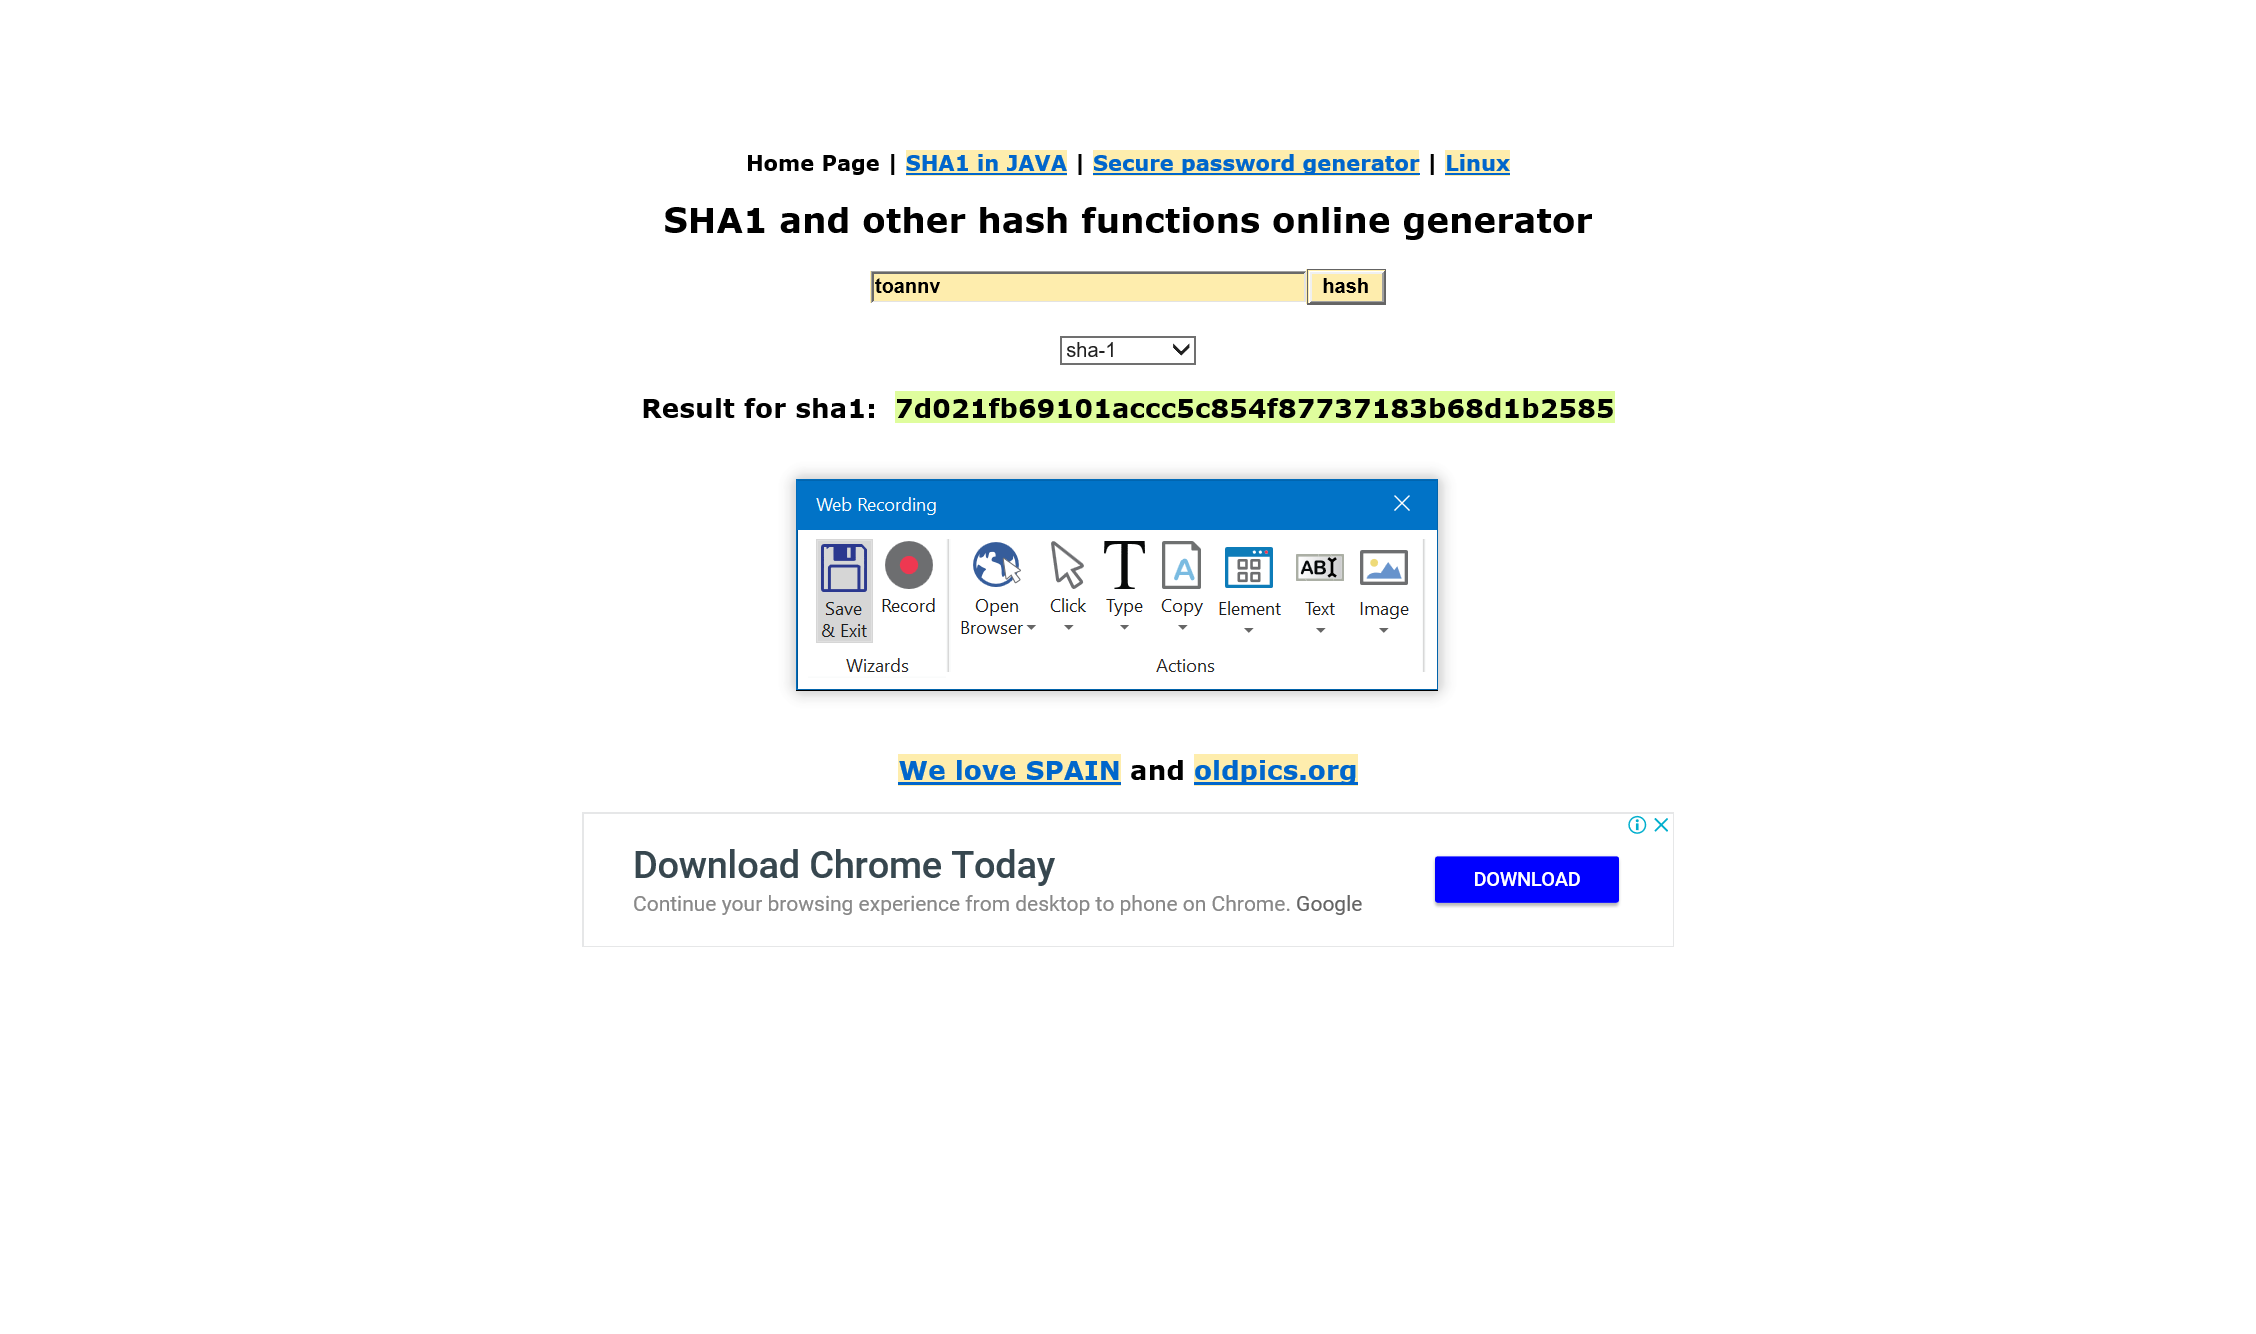 Home Page | SHA1 in JAVA | Secure password generator | Linux
SHA1 and other hash functions online generator
toannv hash
sha-1
Result for sha1: 7d021fb69101accc5c854f87737183b68d1b2585
Web Recording
Save & Exit
Record
Open Browser
Click
Type
Copy
Element
ABI
Text
Image
Wizards
Actions
We love SPAIN and oldpics.org
Download Chrome Today
Continue your browsing experience from desktop to phone on Chrome. Google
DOWNLOAD